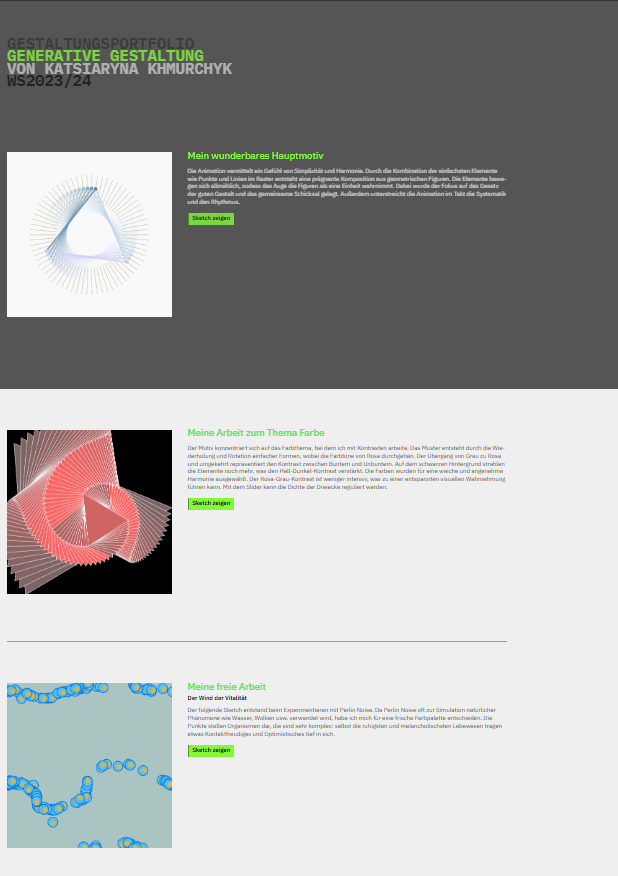 GESTALTUNGSPORTFOLIO
GENERATIVE GESTALTUNG
VON KATSIARYNA KHMURCHYK
WS2023/24
Mein wunderbares Hauptmotiv
Die Animation vermittelt ein Gefühl von Simplizität und Harmonie. Durch die Kombination der einfachsten Elemente
wie Punkte und Linien im Raster entsteht eine prägnante Komposition aus geometrischen Figuren. Die Elemente bewe-
gen sich allmählich, sodass das Auge die Figuren als eine Einheit wahrnimmt. Dabei wurde der Fokus auf das Gesetz
der guten Gestalt und das gemeinsame Schicksal gelegt. Außerdem unterstreicht die Animation im Takt die Systematik
und den Rhythmus.
Sketch zeigen
Meine Arbeit zum Thema Farbe
Der Motiv konzentriert sich auf das Farbthema, bei dem ich mit Kontrasten arbeite. Das Muster entsteht durch die Wie-
derholung und Rotation einfacher Formen, wobei die Farbtöne von Rosa durchgehen. Der Übergang von Grau zu Rosa
und umgekehrt repräsentiert den Kontrast zwischen Buntem und Unbuntem. Auf dem schwarzen Hintergrund strahlen
die Elemente noch mehr, was den Hell-Dunkel-Kontrast verstärkt. Die Farben wurden für eine weiche und angenehme
Harmonie ausgewählt. Der Rosa-Grau-Kontrast ist weniger intensiv, was zu einer entspannten visuellen Wahrnehmung
führen kann. Mit dem Slider kann die Dichte der Dreiecke reguliert werden.
Sketch zeigen
Meine freie Arbeit
Der Wind der Vitalität
Der folgende Sketch entstand beim Experimentieren mit Perlin Noise. Da Perlin Noise oft zur Simulation natürlicher
Phänomene wie Wasser, Wolken usw. verwendet wird, habe ich mich für eine frische Farbpalette entschieden. Die
Punkte stellen Organismen dar, die sind sehr komplex: selbst die ruhigsten und melancholischsten Lebewesen tragen
etwas Kontaktfreudiges und Optimistisches tief in sich.
Sketch zeigen